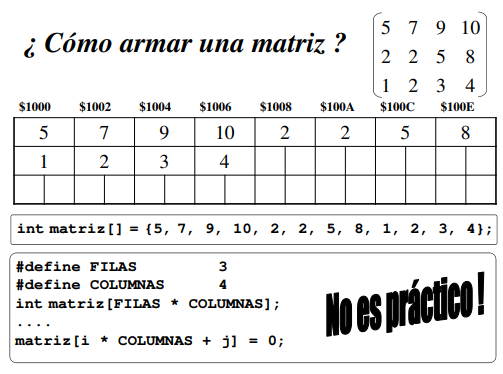 ¿ Cómo armar una matriz ?
5 7 9 10
2 2 5 8
1 2 3 4
$1000 $1002 $1004 $1006 $1008 $100A $100C $100E
5 7 9 10 2 2 5 8
1 2 3 4
int matriz[] = {5, 7, 9, 10, 2, 2, 5, 8, 1, 2, 3, 4};
#define FILAS 3
#define COLUMNAS 4
int matriz[FILAS * COLUMNAS];
....
matriz[i * COLUMNAS + j] = 0;
No es práctico !